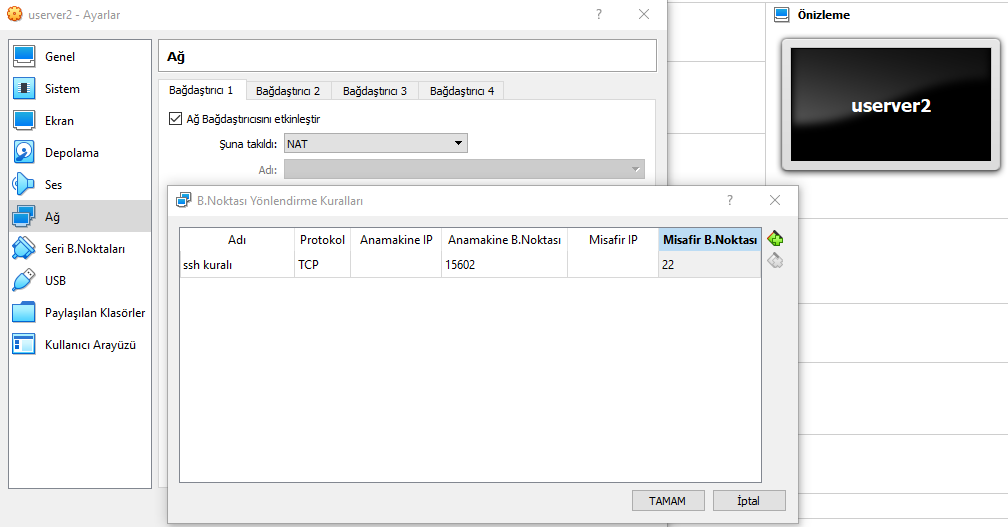 userver2 - Ayarlar
?
Önizleme
userver2
Genel
Sistem
Ekran
Depolama
Ses
Ağ
Seri B.Noktaları
USB
Paylaşılan Klasörler
Kullanıcı Arayüzü
Ağ
Bağdaştırıcı 1 Bağdaştırıcı 2 Bağdaştırıcı 3 Bağdaştırıcı 4
Ağ Bağdaştırıcısını etkinleştir
Şuna takıldı: NAT
Adı:
B.Noktası Yönlendirme Kuralları ?
Adı Protokol Anamakine IP Anamakine B.Noktası Misafir IP Misafir B.Noktası
ssh kuralı TCP 15602 22
TAMAM İptal